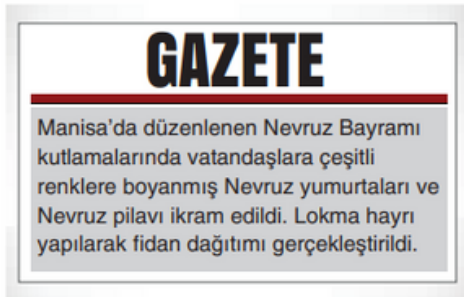 GAZETE
Manisa'da düzenlenen Nevruz Bayramı
kutlamalarında vatandaşlara çeşitli
renklere boyanmış Nevruz yumurtaları ve
Nevruz pilavı ikram edildi. Lokma hayrı
yapılarak fidan dağıtımı gerçekleştirildi.